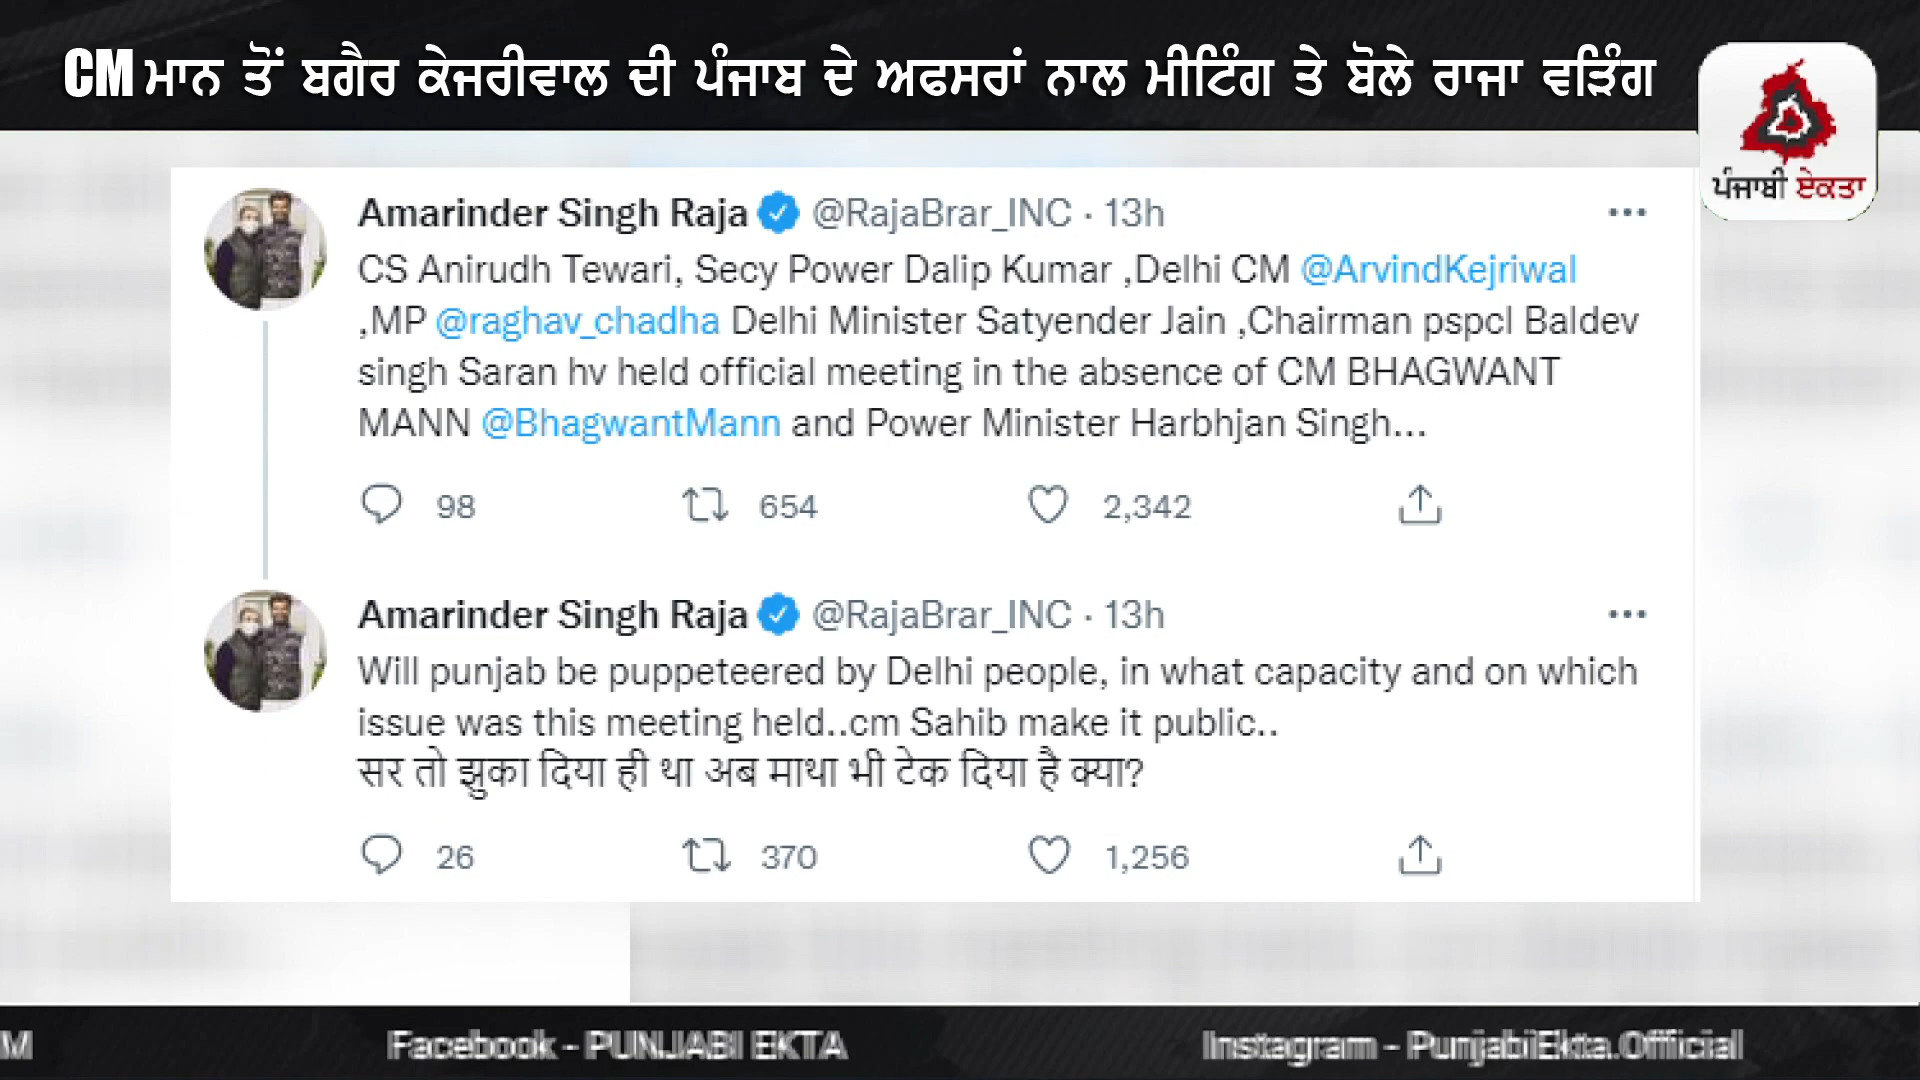 CM ਮਾਨ ਤੋਂ ਬਗੈਰ ਕੇਜਰੀਵਾਲ ਦੀ ਪੰਜਾਬ ਦੇ ਅਫਸਰਾਂ ਨਾਲ ਮੀਟਿੰਗ ਤੇ ਬੋਲੇ ਰਾਜਾ ਵੜਿੰਗ
ਪੰਜਾਬੀ ਏਕਤਾ
Amarinder Singh Raja @RajaBrar_INC · 13h
CS Anirudh Tewari, Secy Power Dalip Kumar ,Delhi CM @ArvindKejriwal
,MP @raghav_chadha Delhi Minister Satyender Jain ,Chairman pspcl Baldev
singh Saran hv held official meeting in the absence of CM BHAGWANT
MANN @BhagwantMann and Power Minister Harbhjan Singh...
98 654 2,342
Amarinder Singh Raja @RajaBrar_INC · 13h
Will punjab be puppeteered by Delhi people, in what capacity and on which
issue was this meeting held..cm Sahib make it public..
सर तो झुका दिया ही था अब माथा भी टेक दिया है क्या?
26 370 1,256
M Facebook - PUNJABI EKTA Instagram - PunjabiEkta.Official